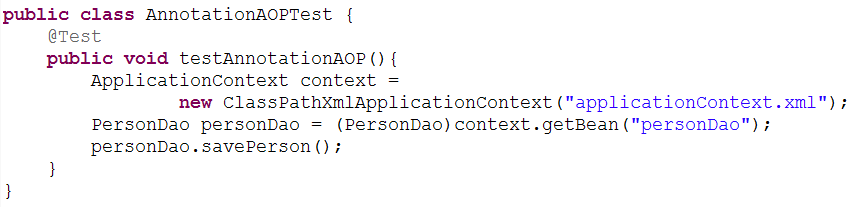 public class AnnotationAOPTest {
    @Test
    public void testAnnotationAOP(){
        ApplicationContext context =
                new ClassPathXmlApplicationContext("applicationContext.xml");
        PersonDao personDao = (PersonDao)context.getBean("personDao");
        personDao.savePerson();
    }
}